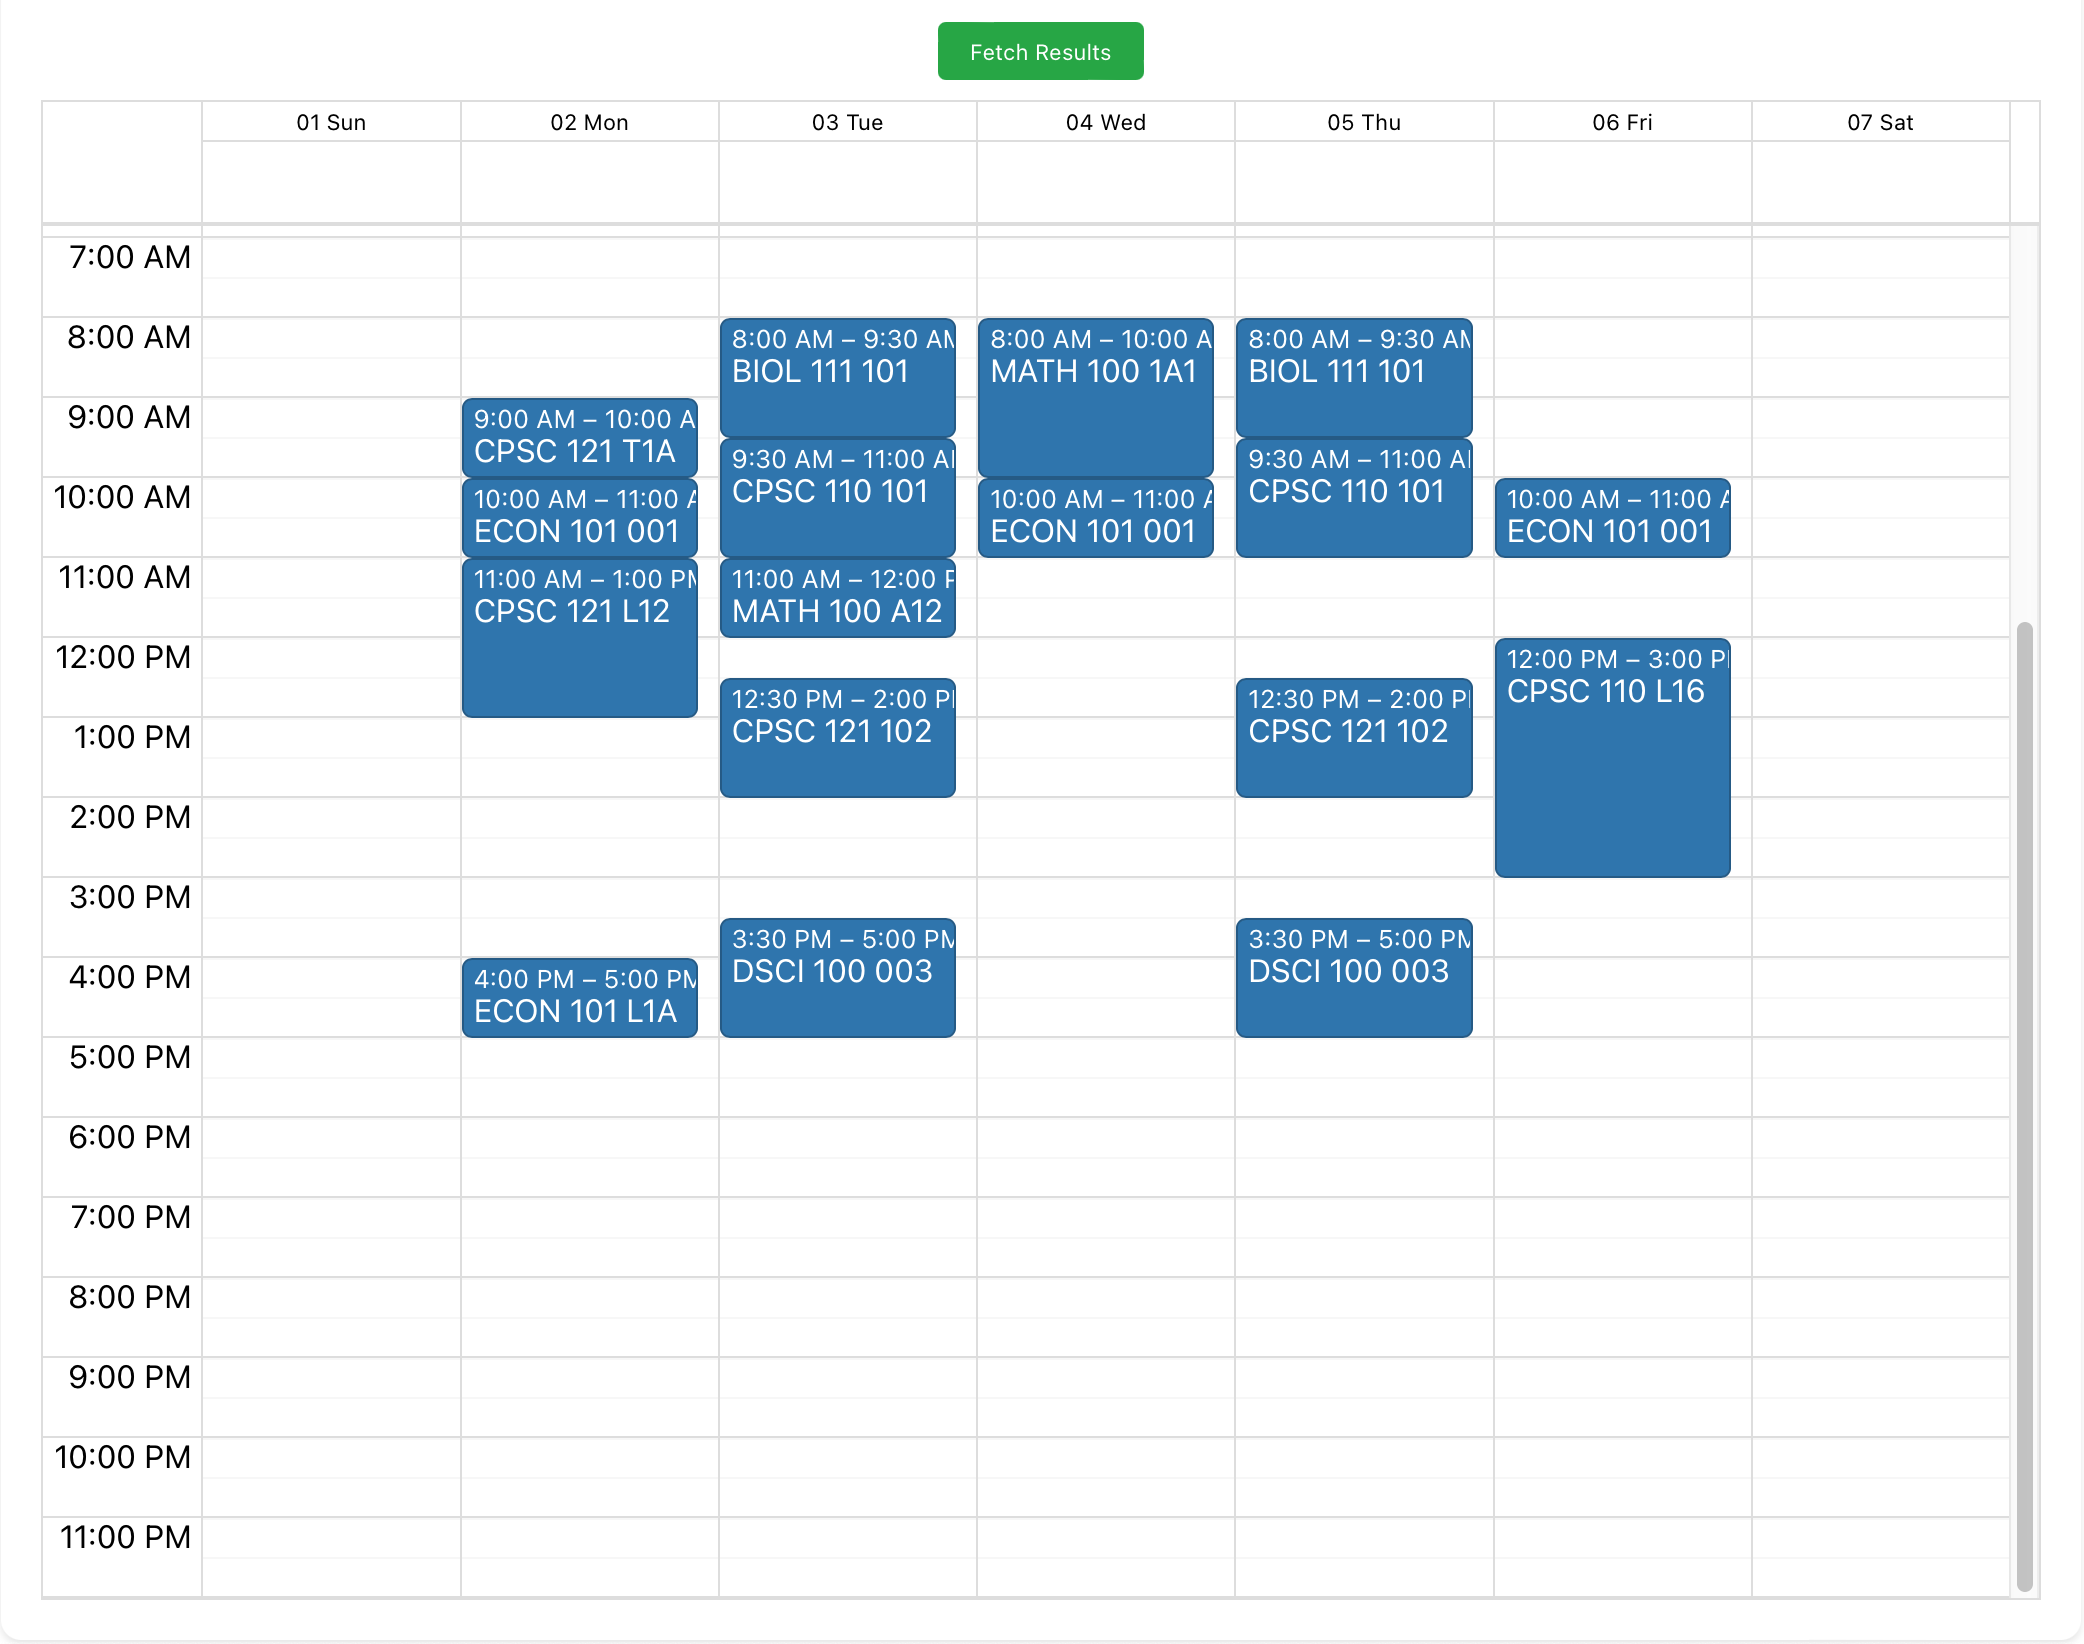 Fetch Results
01 Sun
02 Mon
03 Tue
04 Wed
05 Thu
06 Fri
07 Sat
7:00 AM
8:00 AM
9:00 AM
10:00 AM
11:00 AM
12:00 PM
1:00 PM
2:00 PM
3:00 PM
4:00 PM
5:00 PM
6:00 PM
7:00 PM
8:00 PM
9:00 PM
10:00 PM
11:00 PM
9:00 AM – 10:00 A
CPSC 121 T1A
10:00 AM – 11:00 A
ECON 101 001
11:00 AM – 1:00 PM
CPSC 121 L12
4:00 PM – 5:00 PM
ECON 101 L1A
8:00 AM – 9:30 AM
BIOL 111 101
9:30 AM – 11:00 AM
CPSC 110 101
11:00 AM – 12:00 P
MATH 100 A12
12:30 PM – 2:00 PM
CPSC 121 102
3:30 PM – 5:00 PM
DSCI 100 003
8:00 AM – 10:00 A
MATH 100 1A1
10:00 AM – 11:00 A
ECON 101 001
8:00 AM – 9:30 AM
BIOL 111 101
9:30 AM – 11:00 AM
CPSC 110 101
12:30 PM – 2:00 PM
CPSC 121 102
3:30 PM – 5:00 PM
DSCI 100 003
10:00 AM – 11:00 A
ECON 101 001
12:00 PM – 3:00 PM
CPSC 110 L16